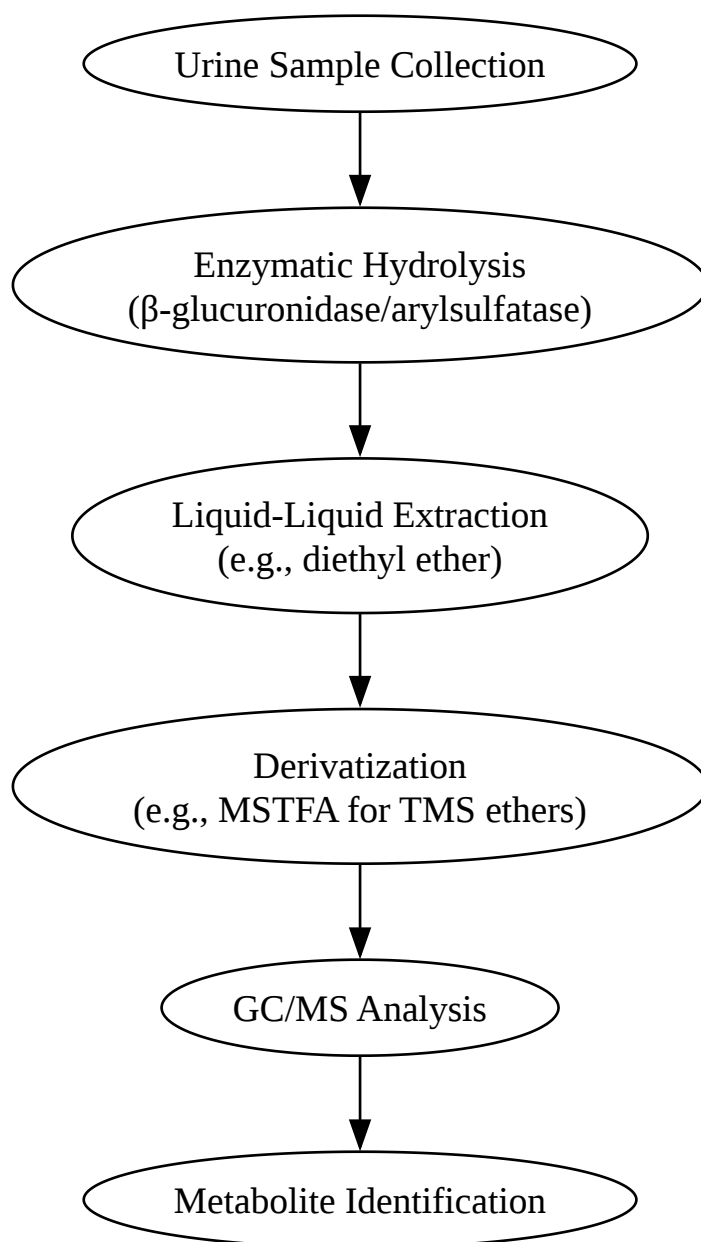 Urine Sample Collection
Enzymatic Hydrolysis
(β-glucuronidase/arylsulfatase)
Liquid-Liquid Extraction
(e.g., diethyl ether)
Derivatization
(e.g., MSTFA for TMS ethers)
GC/MS Analysis
Metabolite Identification